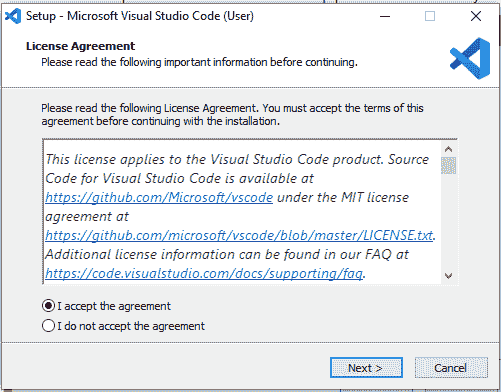 Setup - Microsoft Visual Studio Code (User)
License Agreement
Please read the following important information before continuing.
Please read the following License Agreement. You must accept the terms of this
agreement before continuing with the installation.
This license applies to the Visual Studio Code product. Source
Code for Visual Studio Code is available at
https://github.com/Microsoft/vscode under the MIT license
agreement at
https://github.com/microsoft/vscode/blob/master/LICENSE.txt.
Additional license information can be found in our FAQ at
https://code.visualstudio.com/docs/supporting/faq.
I accept the agreement
I do not accept the agreement
Next >
Cancel